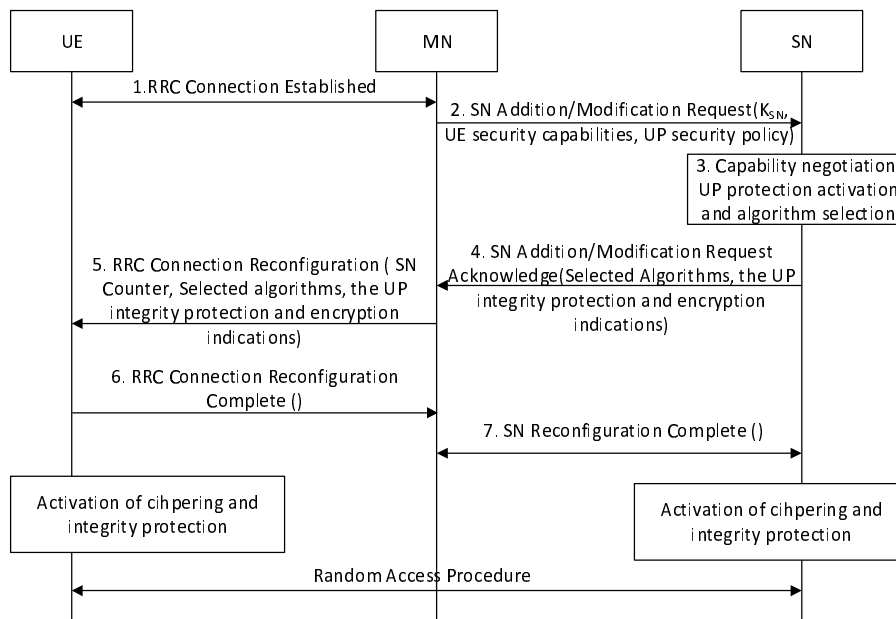 UE
MN
SN
1.RRC Connection Established
2. SN Addition/Modification Request(KSN,
UE security capabilities, UP security policy)
3. Capability negotiation
UP protection activation
and algorithm selection
4. SN Addition/Modification Request
Acknowledge(Selected Algorithms, the UP
integrity protection and encryption
indications)
5. RRC Connection Reconfiguration ( SN
Counter, Selected algorithms, the UP
integrity protection and encryption
indications)
6. RRC Connection Reconfiguration
Complete ()
7. SN Reconfiguration Complete ()
Activation of cihpering and
integrity protection
Activation of cihpering and
integrity protection
Random Access Procedure